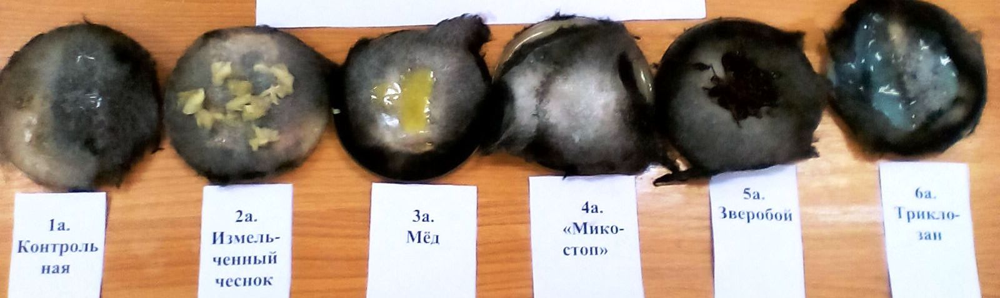 1а.
Контроль
ная
2а.
Измель-
ченный
чеснок
3а.
Мёд
4а.
«Мико-
стоп»
5а.
Зверобой
6а.
Трикло-
зан